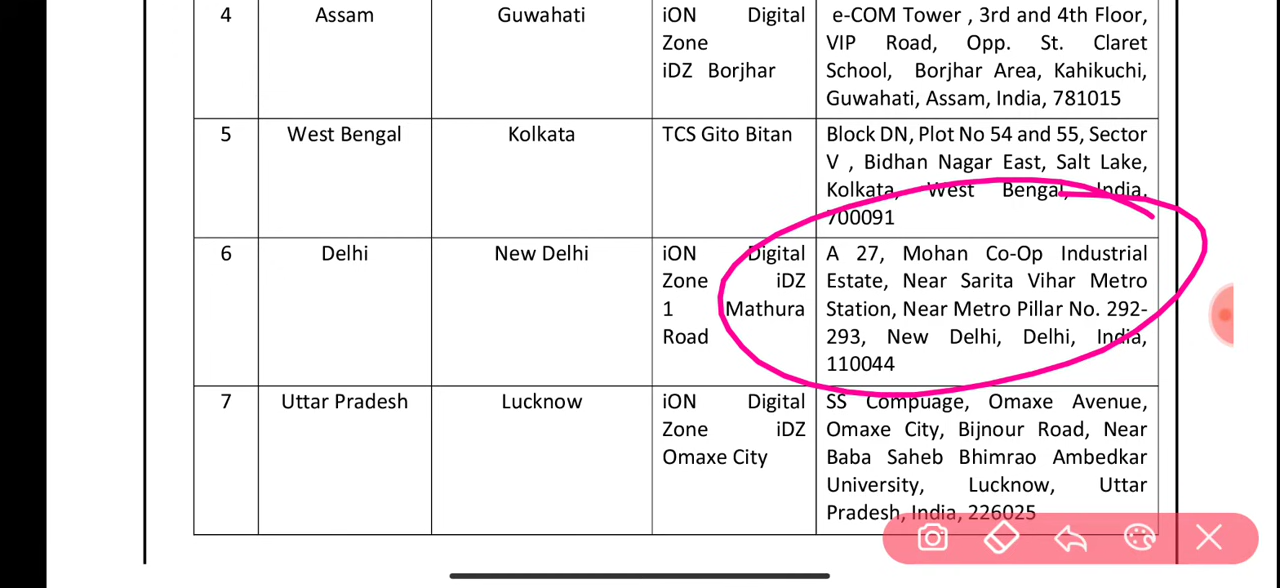 4 Assam Guwahati iON Digital e-COM Tower , 3rd and 4th Floor,
Zone VIP Road, Opp. St. Claret
iDZ Borjhar School, Borjhar Area, Kahikuchi,
Guwahati, Assam, India, 781015
5 West Bengal Kolkata TCS Gito Bitan Block DN, Plot No 54 and 55, Sector
V , Bidhan Nagar East, Salt Lake,
Kolkata, West Bengal, India,
700091
6 Delhi New Delhi iON Digital A 27, Mohan Co-Op Industrial
Zone iDZ Estate, Near Sarita Vihar Metro
1 Mathura Station, Near Metro Pillar No. 292-
Road 293, New Delhi, Delhi, India,
110044
7 Uttar Pradesh Lucknow iON Digital SS Compuage, Omaxe Avenue,
Zone iDZ Omaxe City, Bijnour Road, Near
Omaxe City Baba Saheb Bhimrao Ambedkar
University, Lucknow, Uttar
Pradesh, India, 226025